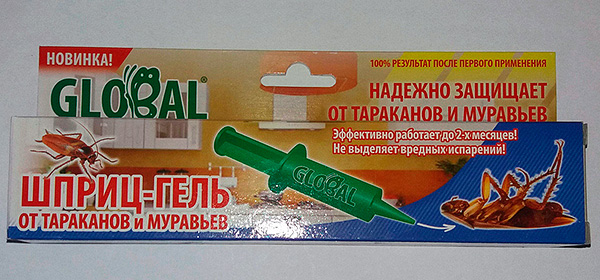 НОВИНКА!
GLOBAL®
100% РЕЗУЛЬТАТ ПОСЛЕ ПЕРВОГО ПРИМЕНЕНИЯ
НАДЕЖНО ЗАЩИЩАЕТ
ОТ ТАРАКАНОВ И МУРАВЬЕВ
Эффективно работает до 2-х месяцев!
Не выделяет вредных испарений!
GLOBAL
ШПРИЦ-ГЕЛЬ
ОТ ТАРАКАНОВ И МУРАВЬЕВ